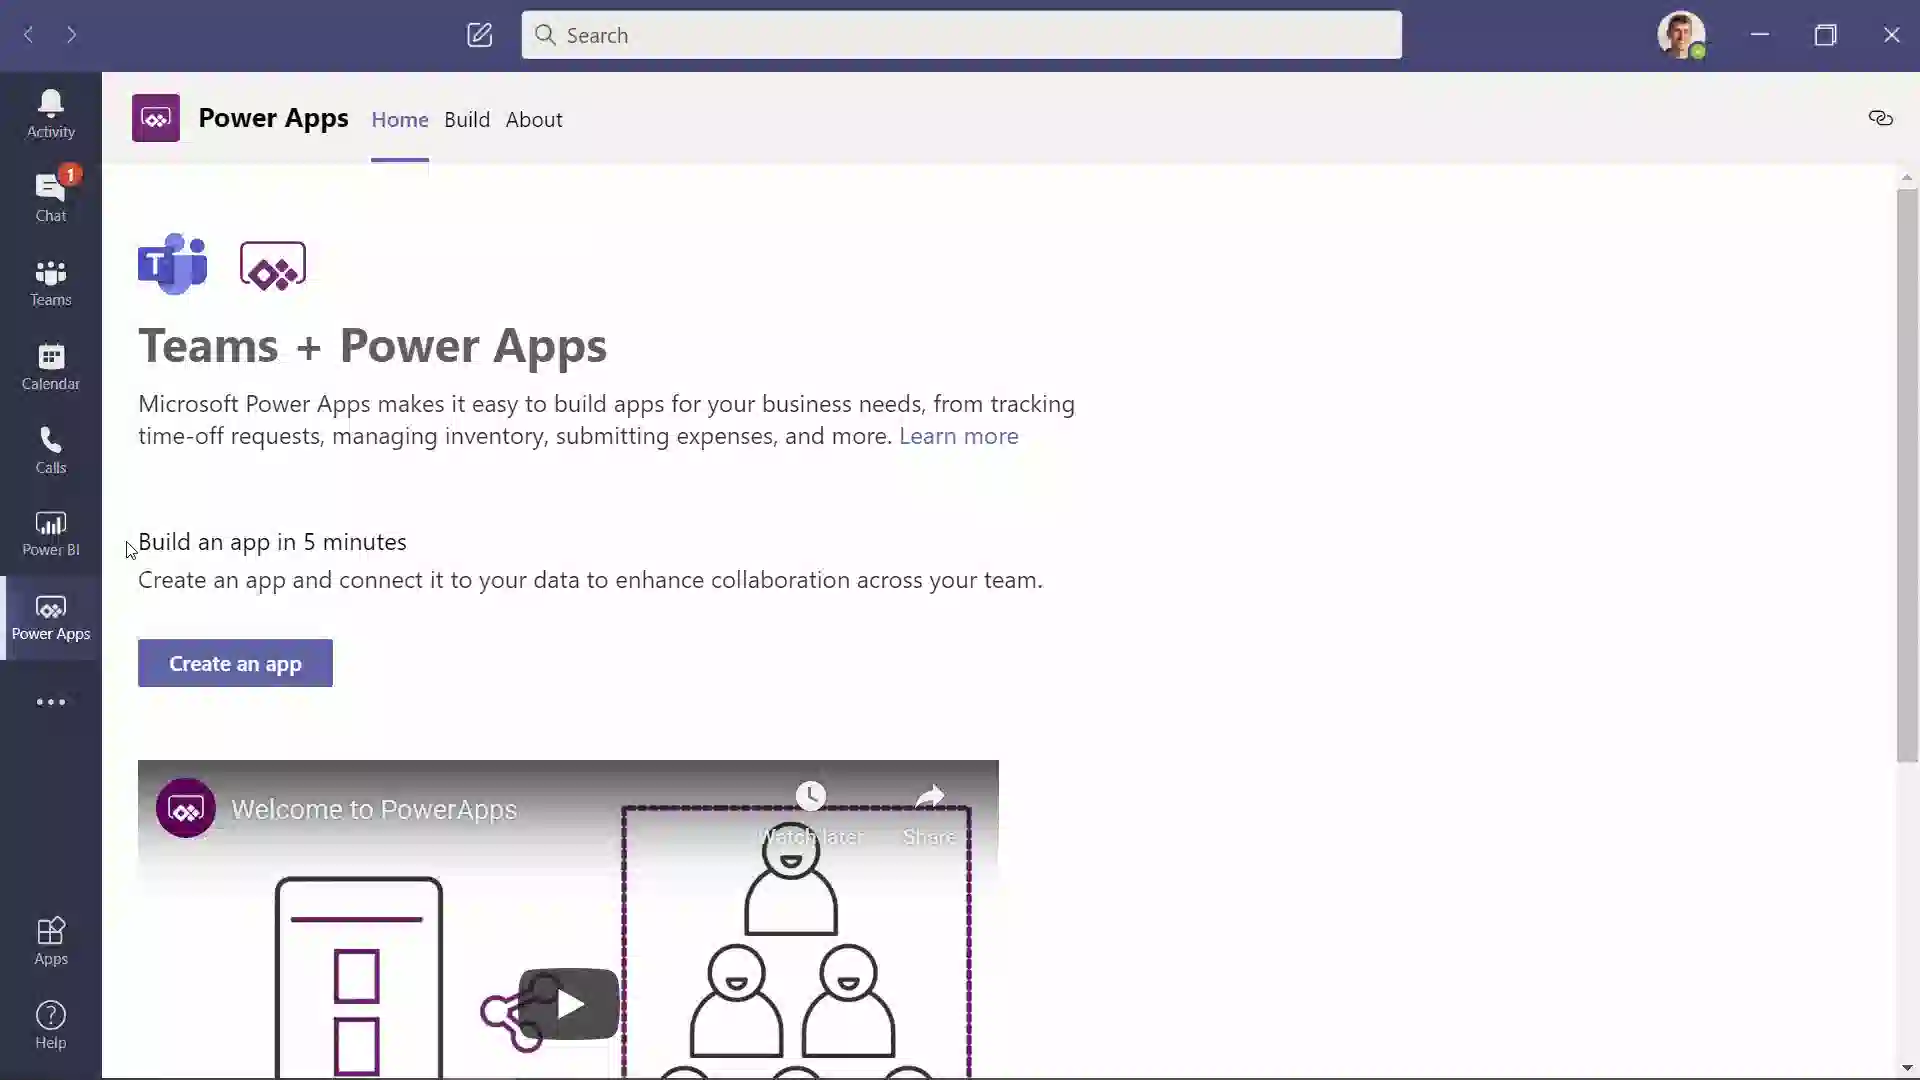 Search
Activity
1
Chat
Teams
Calendar
Calls
Power BI
Power Apps
Apps
Help
Power Apps Home Build About
T
Teams + Power Apps
Microsoft Power Apps makes it easy to build apps for your business needs, from tracking
time-off requests, managing inventory, submitting expenses, and more. Learn more
Build an app in 5 minutes
Create an app and connect it to your data to enhance collaboration across your team.
Create an app
Welcome to PowerApps
Watch later
Share